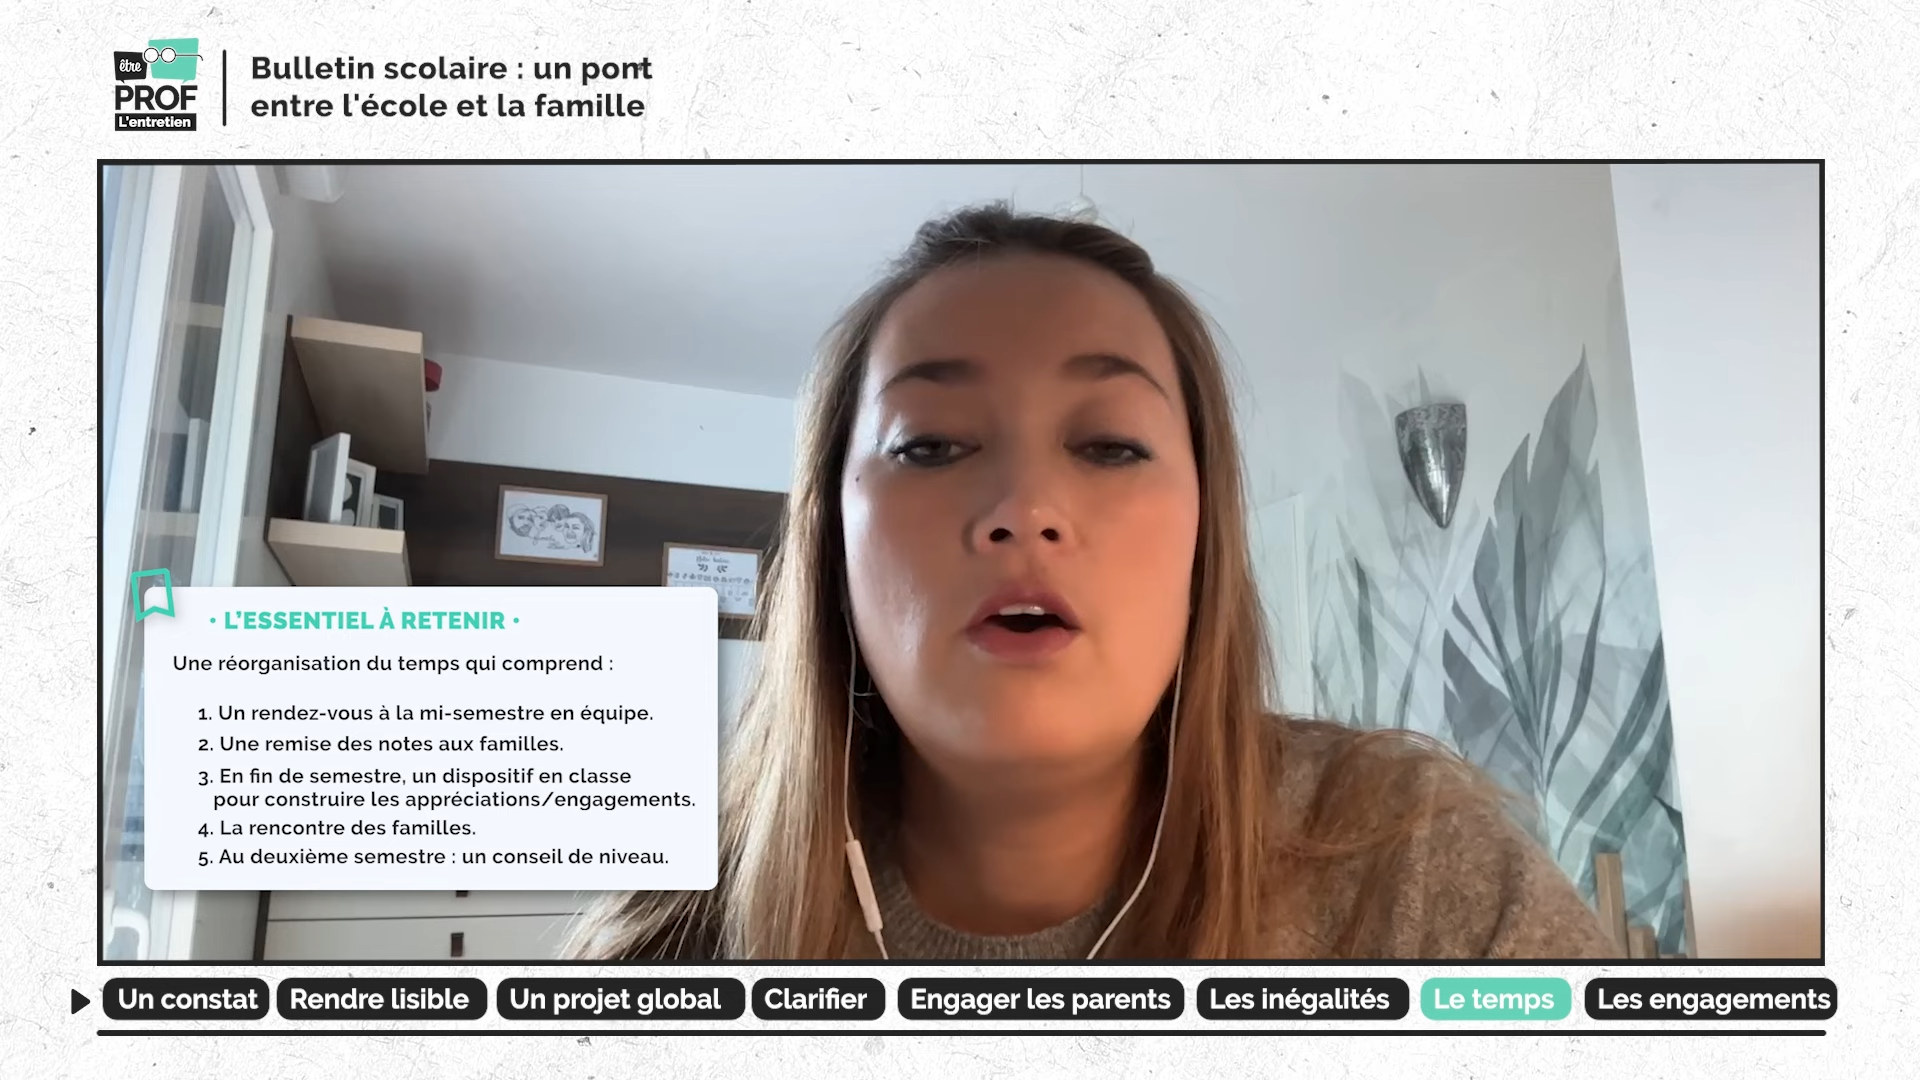 être
PROF
L'entretien
Bulletin scolaire : un pont
entre l'école et la famille
• L'ESSENTIEL À RETENIR •
Une réorganisation du temps qui comprend :
1. Un rendez-vous à la mi-semestre en équipe.
2. Une remise des notes aux familles.
3. En fin de semestre, un dispositif en classe
pour construire les appréciations/engagements.
4. La rencontre des familles.
5. Au deuxième semestre : un conseil de niveau.
Un constat
Rendre lisible
Un projet global
Clarifier
Engager les parents
Les inégalités
Le temps
Les engagements